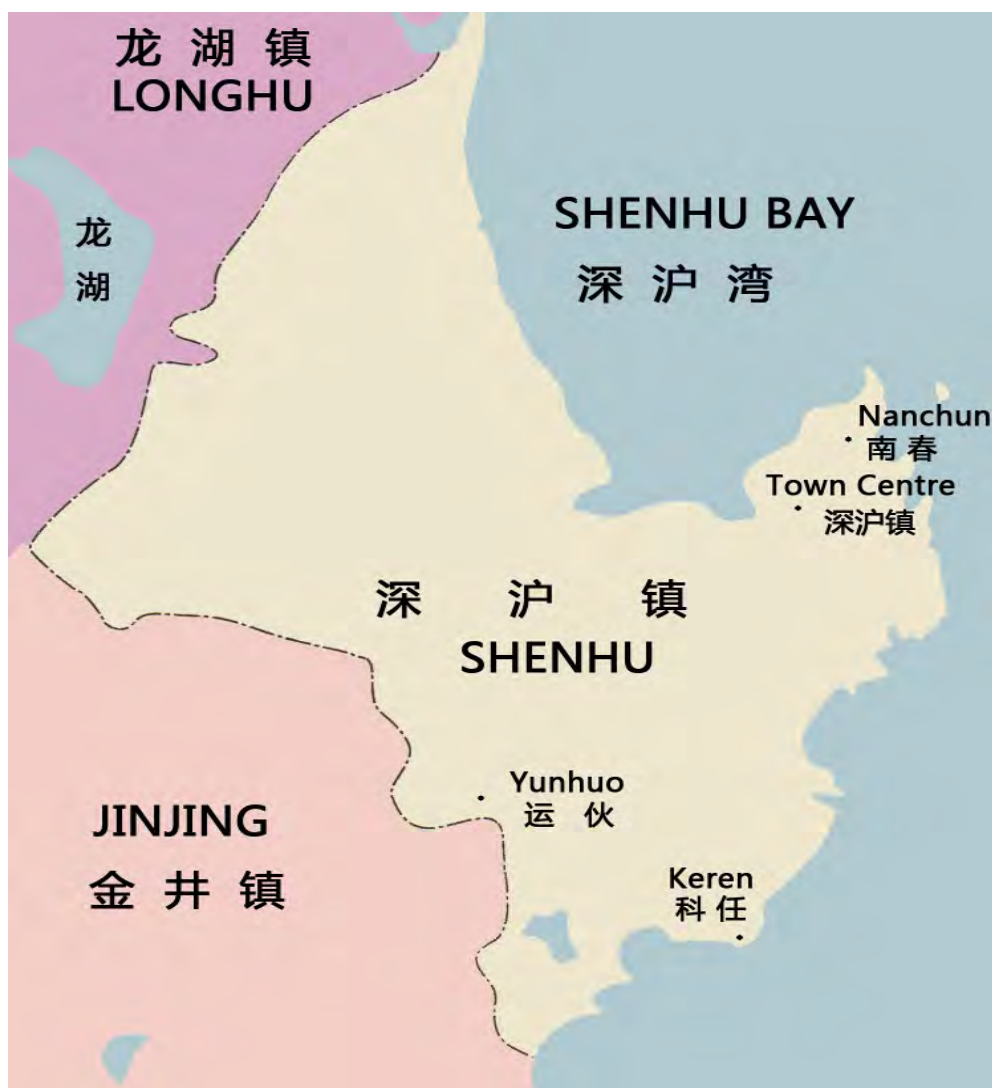 龙湖镇
LONGHU
龙
湖
SHENHU BAY
深沪湾
Nanchun
南春
Town Centre
深沪镇
深沪镇
SHENHU
Yunhuo
运伙
JINJING
金井镇
Keren
科任